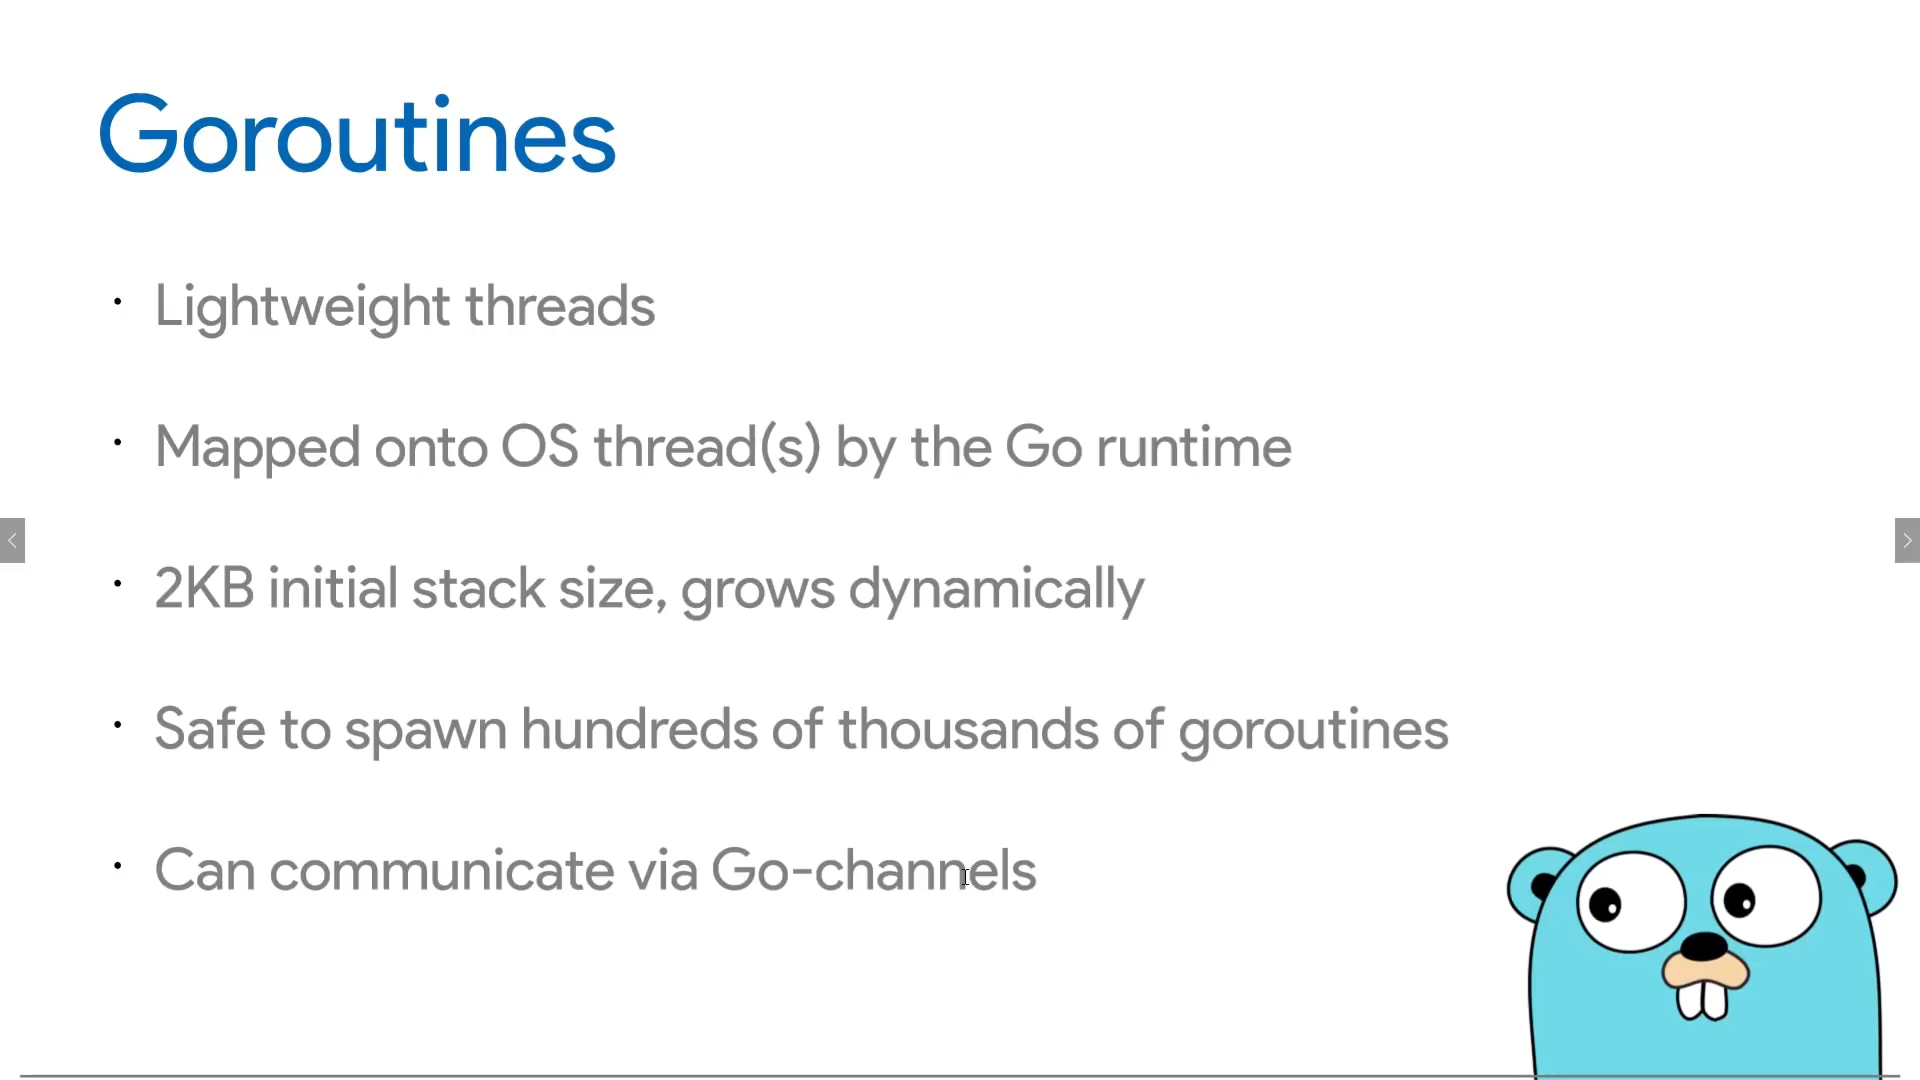 Goroutines
Lightweight threads
Mapped onto OS thread(s) by the Go runtime
2KB initial stack size, grows dynamically
Safe to spawn hundreds of thousands of goroutines
Can communicate via Go-channels